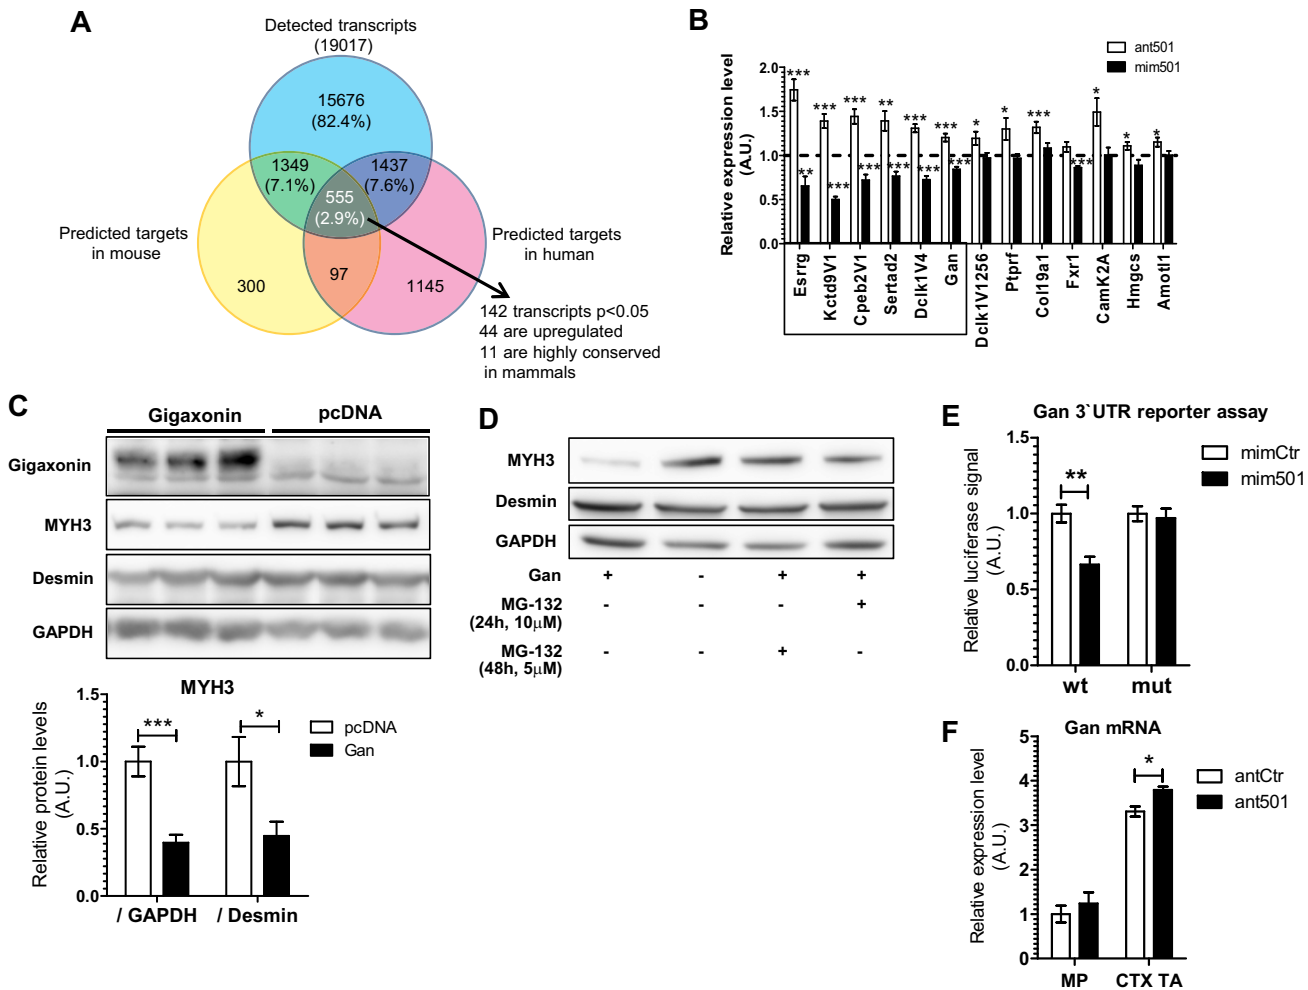 A
Detected transcripts
(19017)
15676
(82.4%)
1349
(7.1%)
1437
(7.6%)
555
(2.9%)
Predicted targets
in mouse
Predicted targets
in human
300
97
1145
142 transcripts p<0.05
44 are upregulated
11 are highly conserved
in mammals
B
ant501
mim501
Relative expression level
(A.U.)
2.0
1.5
1.0
0.5
0.0
*** *** *** ** *** *** * * *** * * *
** *** *** *** *** *** ***
Esrrg
Kctd9V1
Cpeb2V1
Sertad2
Dclk1V4
Gan
Dclk1V1256
Ptprf
Col19a1
Fxr1
CamK2A
Hmgcs
Amotl1
C
Gigaxonin pcDNA
Gigaxonin
MYH3
Desmin
GAPDH
MYH3
Relative protein levels
(A.U.)
1.5
1.0
0.5
0.0
*** *
pcDNA
Gan
/ GAPDH / Desmin
D
MYH3
Desmin
GAPDH
Gan + - + +
MG-132
(24h, 10µM) - - - +
MG-132
(48h, 5µM) - - + -
E
Gan 3`UTR reporter assay
Relative luciferase signal
(A.U.)
1.5
1.0
0.5
0.0
**
mimCtr
mim501
wt mut
F
Gan mRNA
Relative expression level
(A.U.)
5
4
3
2
1
0
*
antCtr
ant501
MP CTX TA